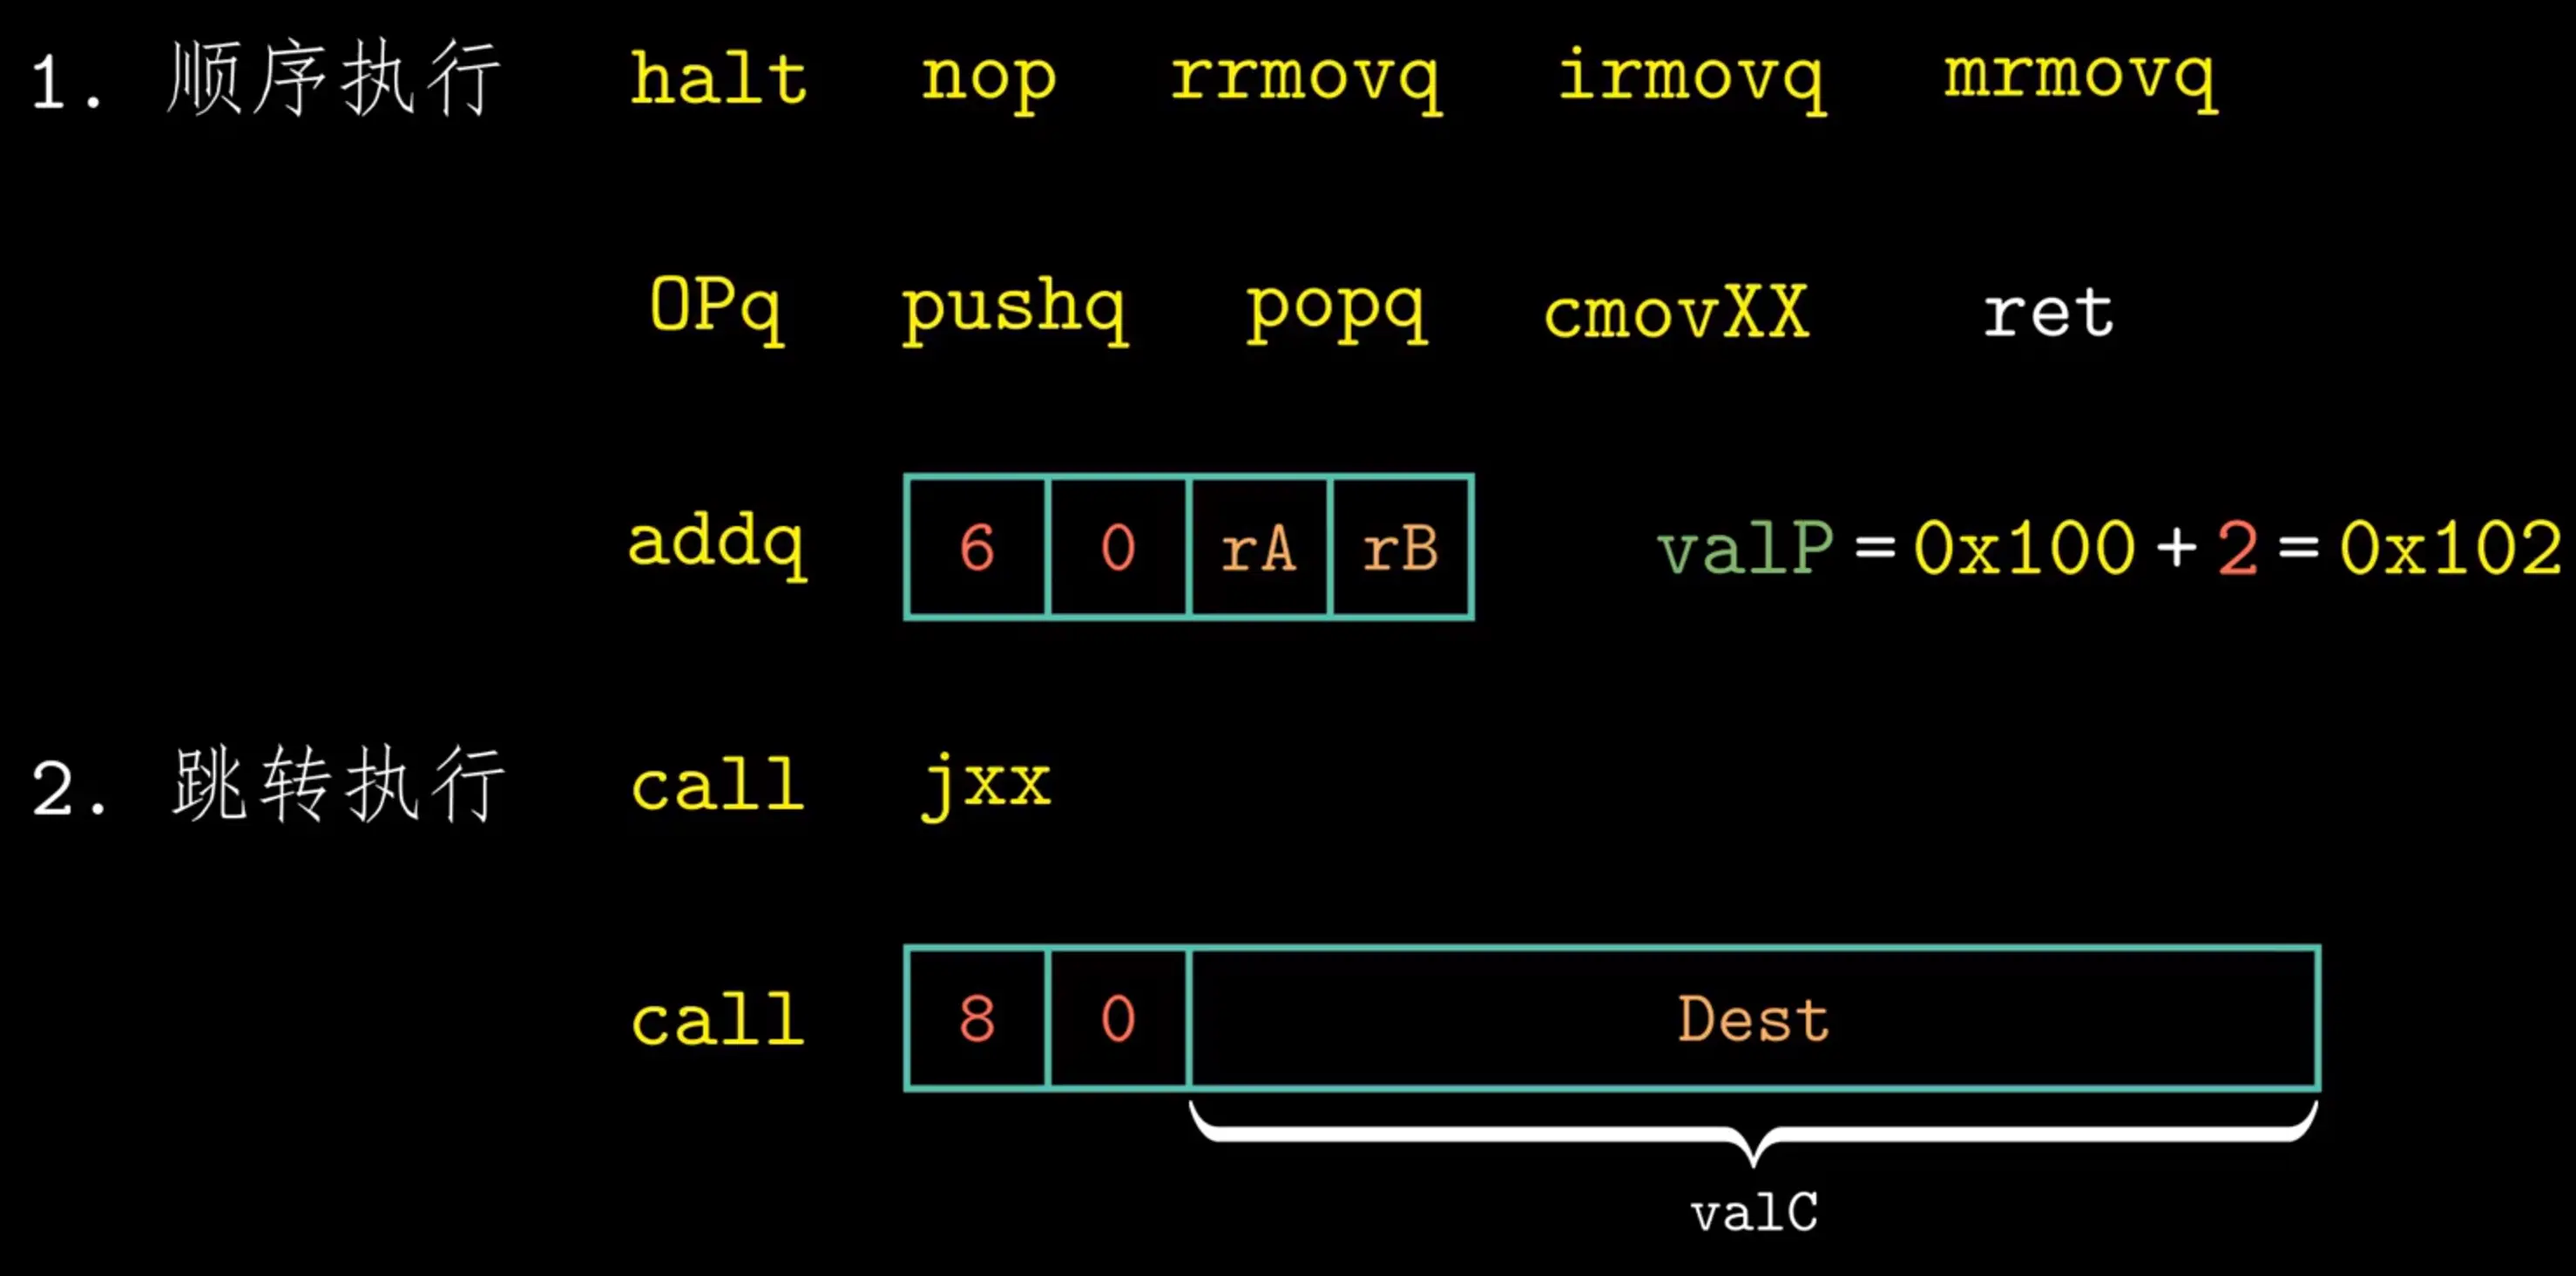 1. 顺序执行 halt nop rrmovq irmovq mrmovq
OPq pushq popq cmovXX ret
addq 6 0 rA rB valP = 0x100 + 2 = 0x102
2. 跳转执行 call jxx
call 8 0 Dest
valC